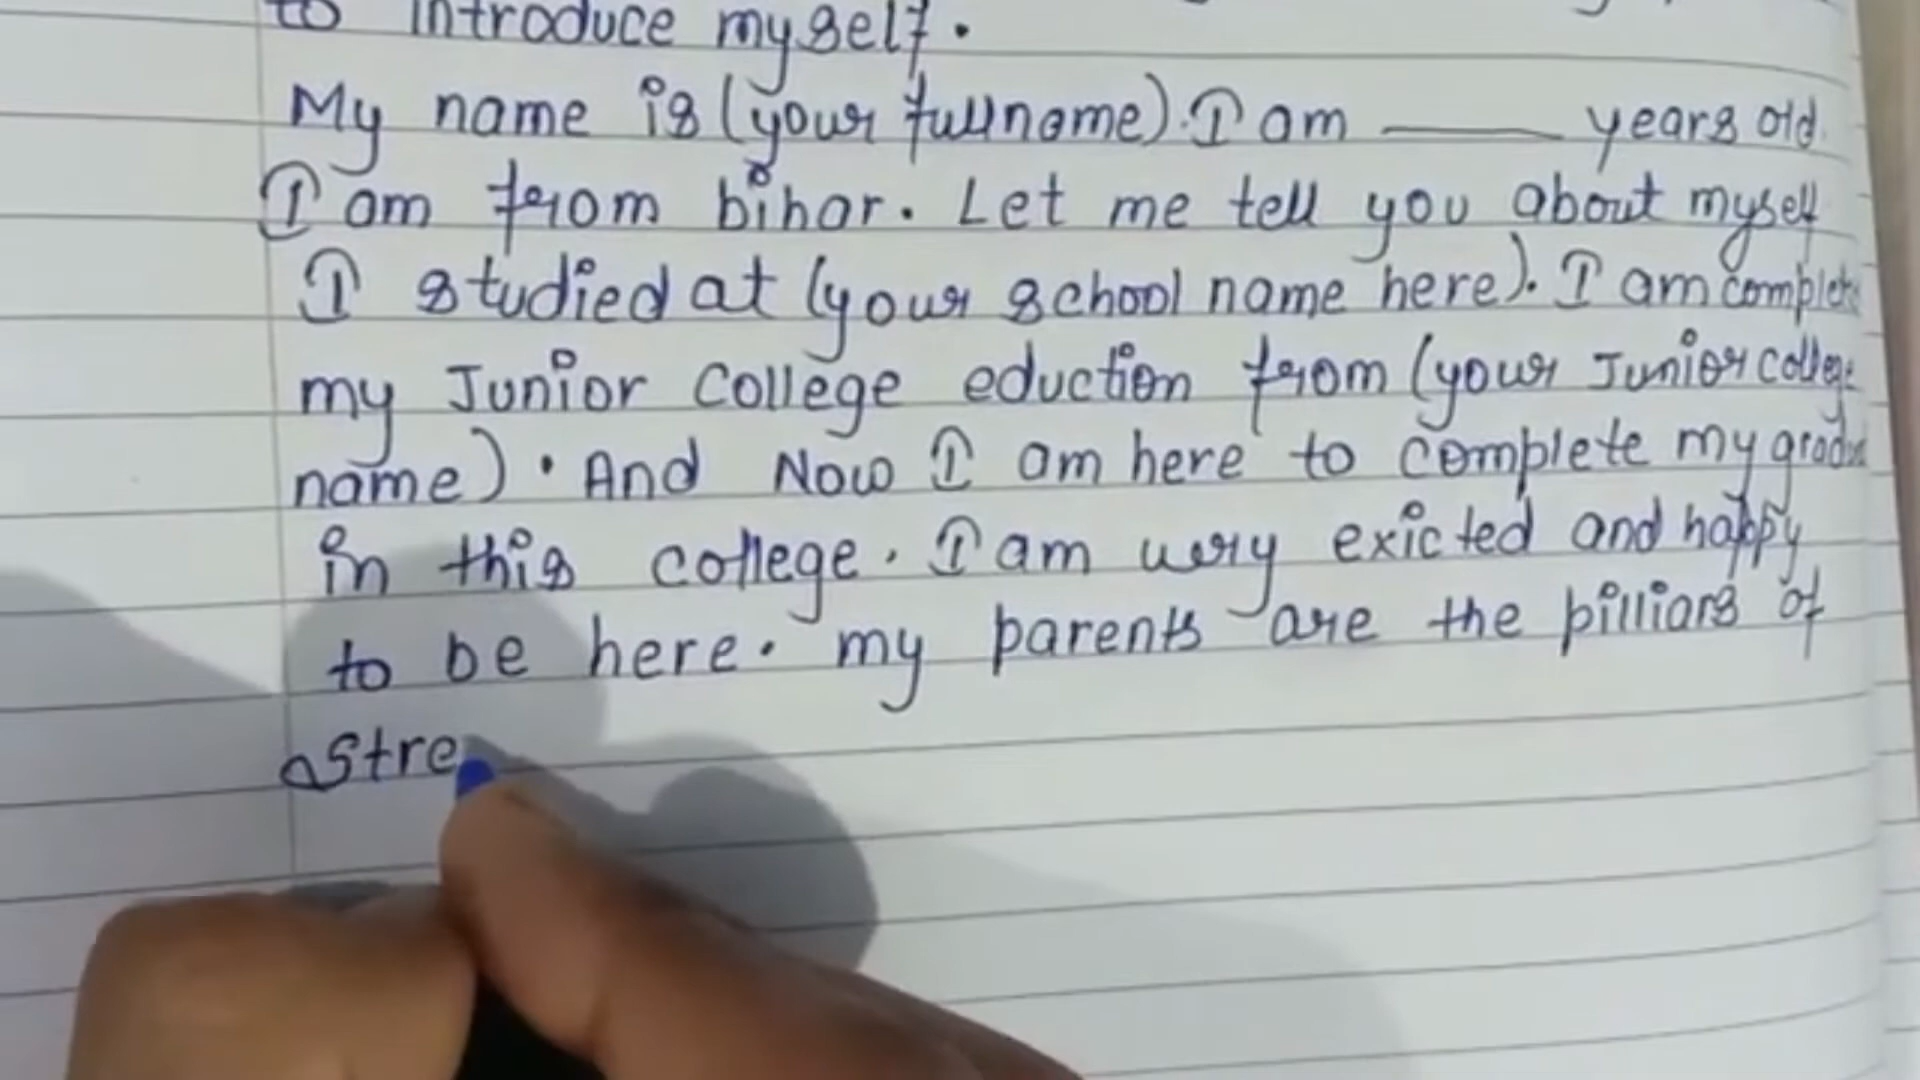 to introduce myself.
My name is (your fullname). I am ______ years old.
I am from bihar. Let me tell you about myself
I studied at (your school name here). I am complete
my Junior College eduction from (your Junior college
name). And Now I am here to complete my gradu
in this college. I am very exicted and happy
to be here. my parents are the pilliars of
Stre